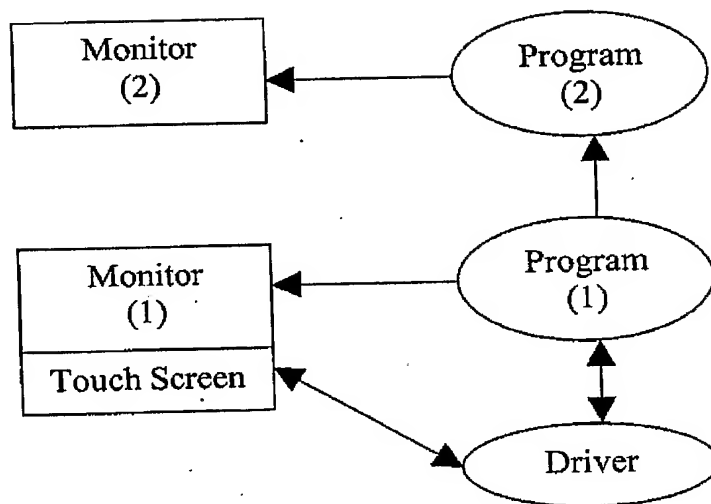 Monitor
(2)
Program
(2)
Monitor
(1)
Touch Screen
Program
(1)
Driver